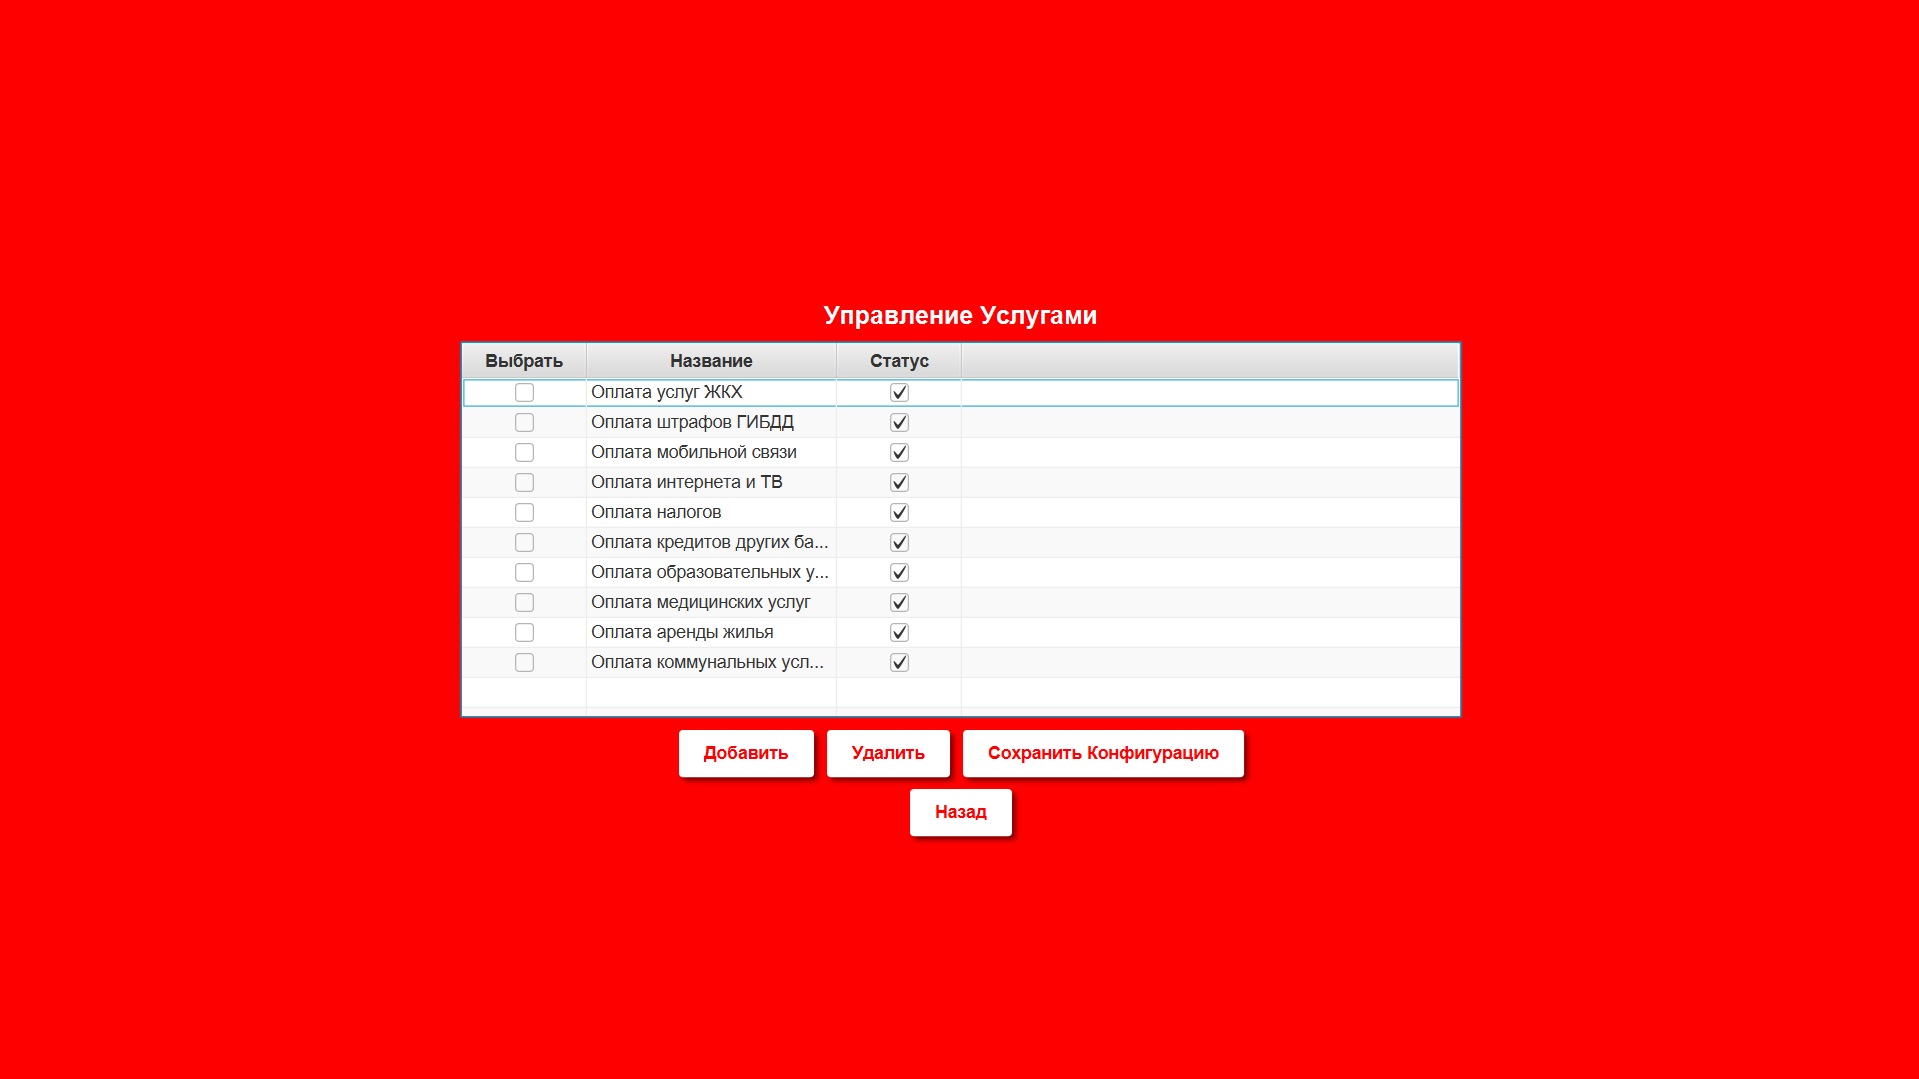 Управление Услугами
Выбрать Название Статус
Оплата услуг ЖКХ
Оплата штрафов ГИБДД
Оплата мобильной связи
Оплата интернета и ТВ
Оплата налогов
Оплата кредитов других ба...
Оплата образовательных у...
Оплата медицинских услуг
Оплата аренды жилья
Оплата коммунальных усл...
Добавить Удалить Сохранить Конфигурацию
Назад